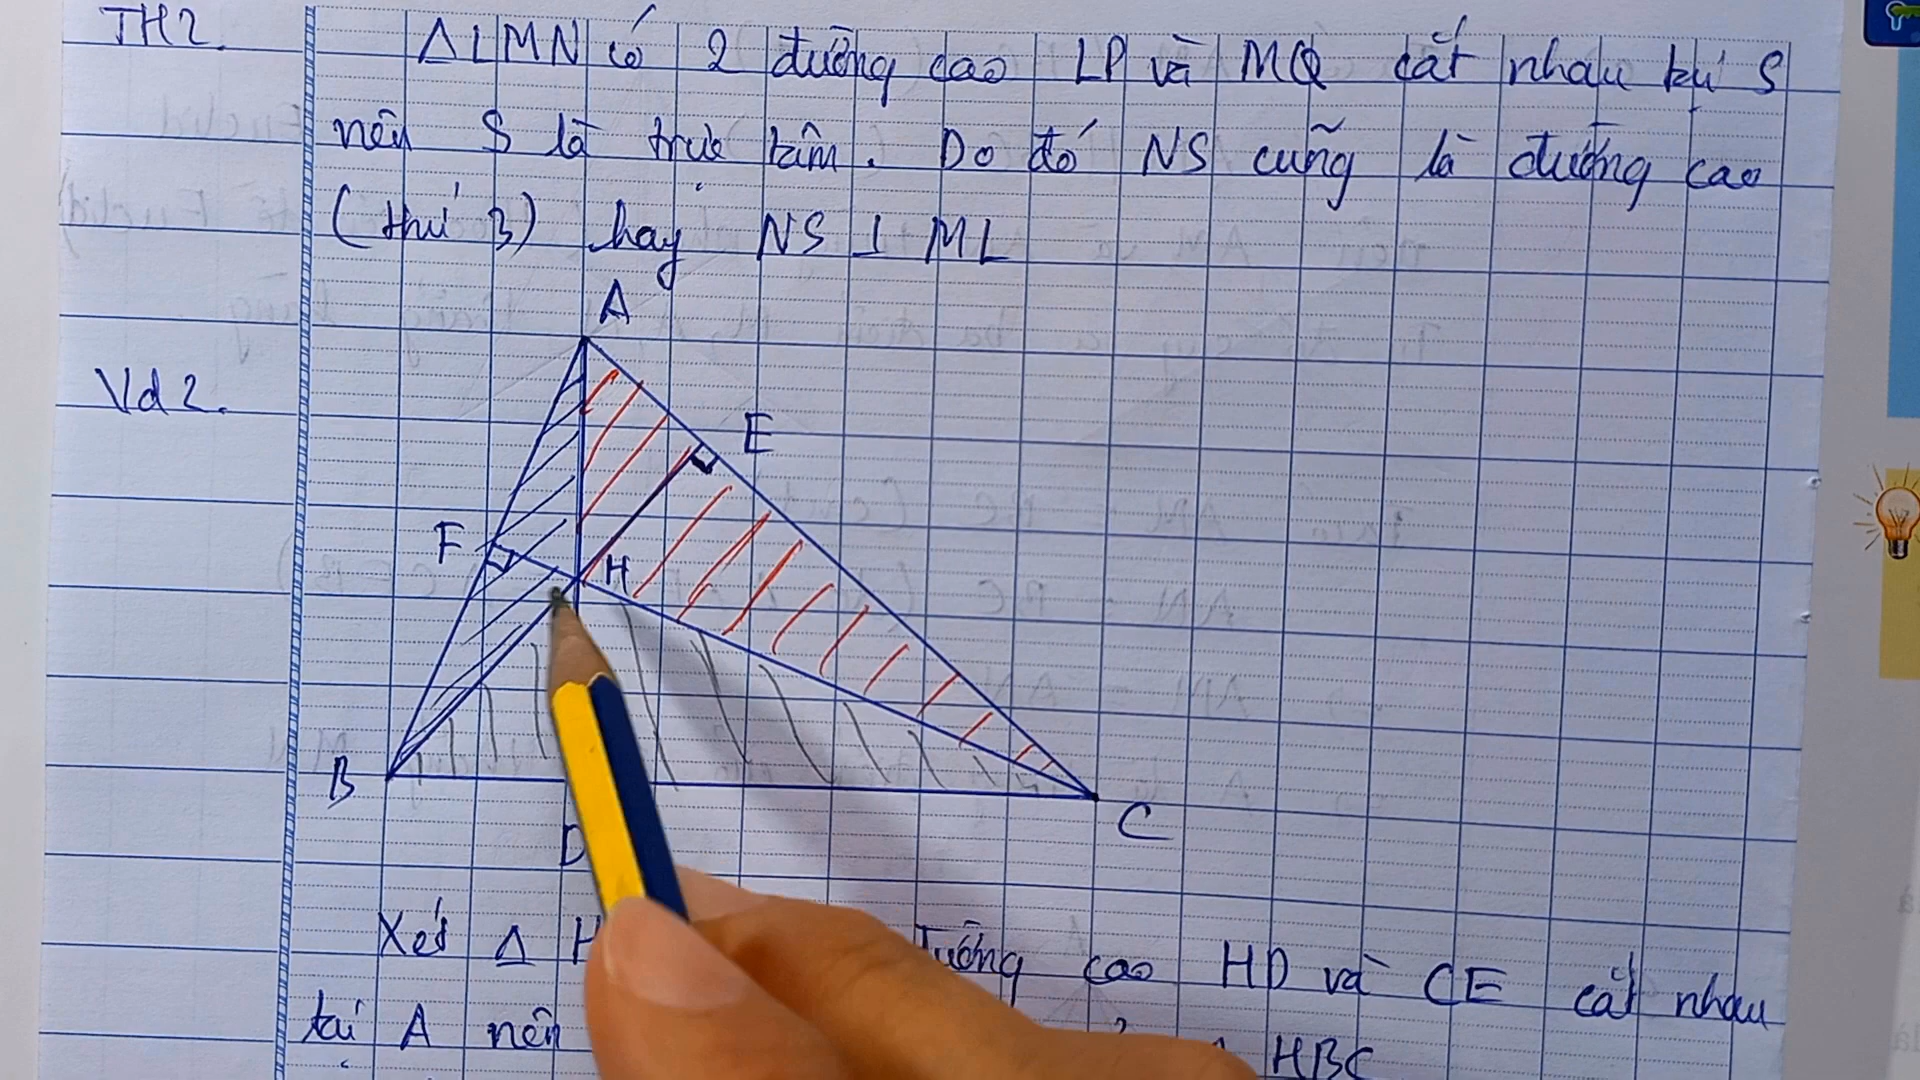 TH2.
ΔLMN có 2 đường cao LP và MQ cắt nhau tại S
nên S là trực tâm. Do đó NS cũng là đường cao
(thứ 3) hay NS ⊥ ML
A
Vd 2.
E
F
H
B
C
D
Xét Δ đường cao HD và CE cắt nhau
tại A nên HBC